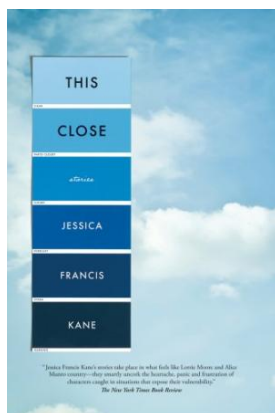 THIS
CLOSE
stories
JESSICA
FRANCIS
KANE
"Jessica Francis Kane's stories take place in what feels like Lorrie Moore and Alice
Munro country—they smartly uncork the heartache, panic and frustration of
characters caught in situations that expose their vulnerability."
The New York Times Book Review